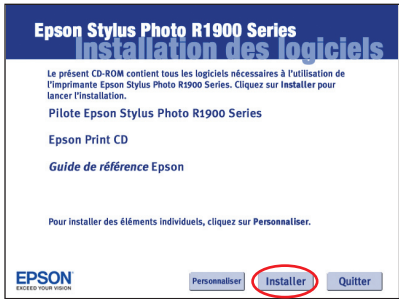 Epson Stylus Photo R1900 Series
Installation des logiciels
Le présent CD-ROM contient tous les logiciels nécessaires à l'utilisation de
l'imprimante Epson Stylus Photo R1900 Series. Cliquez sur Installer pour
lancer l'installation.
Pilote Epson Stylus Photo R1900 Series
Epson Print CD
Guide de référence Epson
Pour installer des éléments individuels, cliquez sur Personnaliser.
EPSON
EXCEED YOUR VISION
Personnaliser Installer Quitter